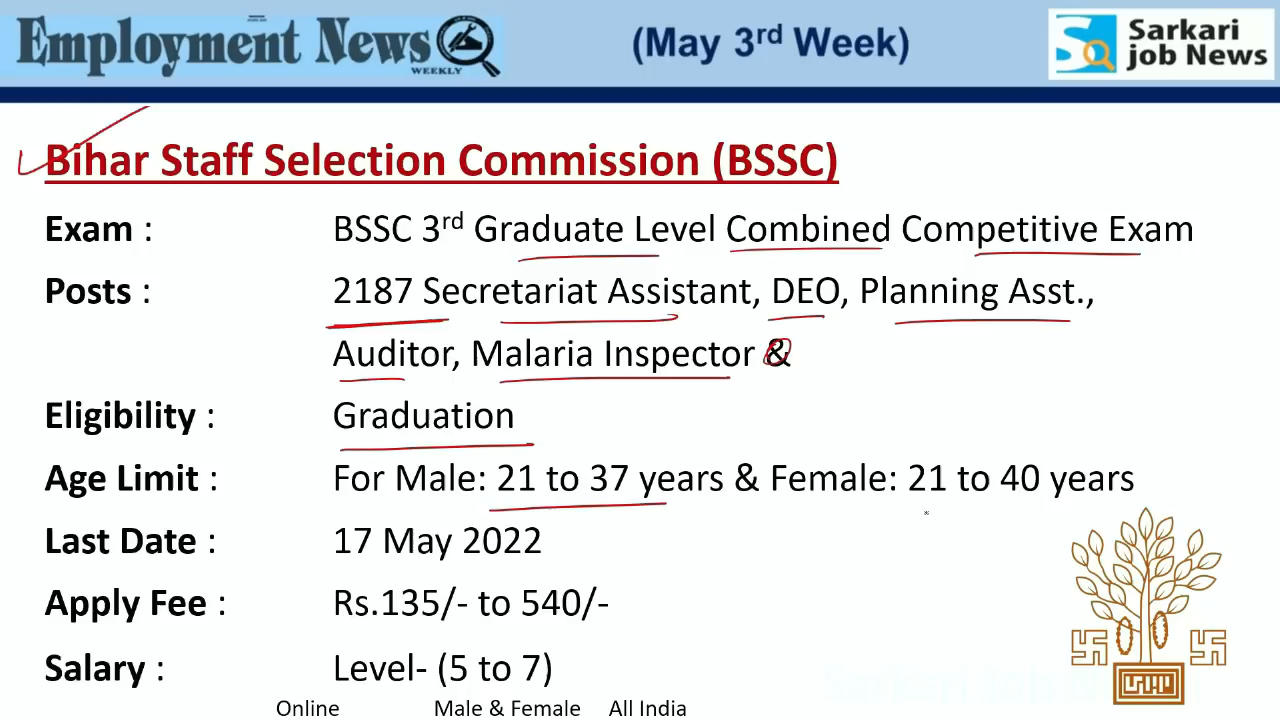 Employment News
WEEKLY
(May 3rd Week)
Sarkari
job News
Bihar Staff Selection Commission (BSSC)
Exam : BSSC 3rd Graduate Level Combined Competitive Exam
Posts : 2187 Secretariat Assistant, DEO, Planning Asst.,
Auditor, Malaria Inspector &
Eligibility : Graduation
Age Limit : For Male: 21 to 37 years & Female: 21 to 40 years
Last Date : 17 May 2022
Apply Fee : Rs.135/- to 540/-
Salary : Level- (5 to 7)
Online Male & Female All India